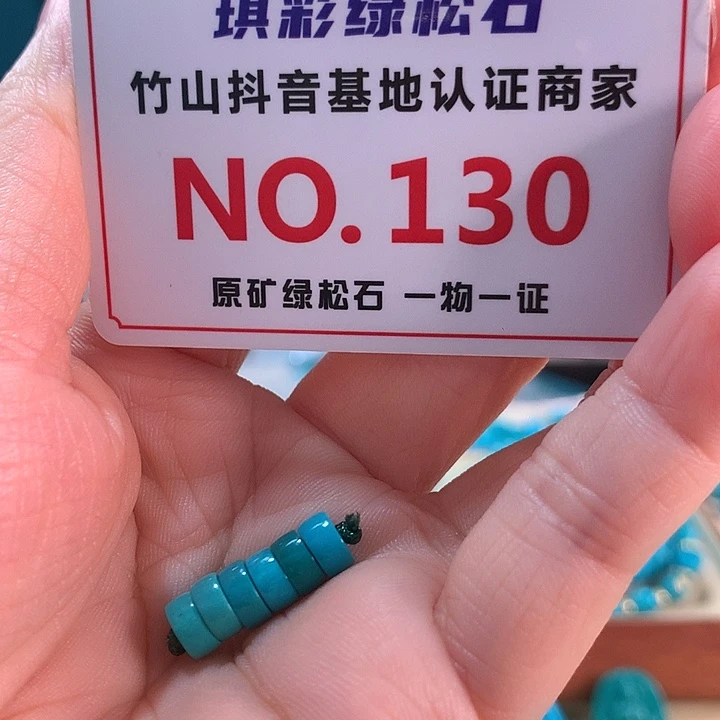 琪彩绿松石
竹山抖音基地认证商家
NO.130
原矿绿松石 一物一证